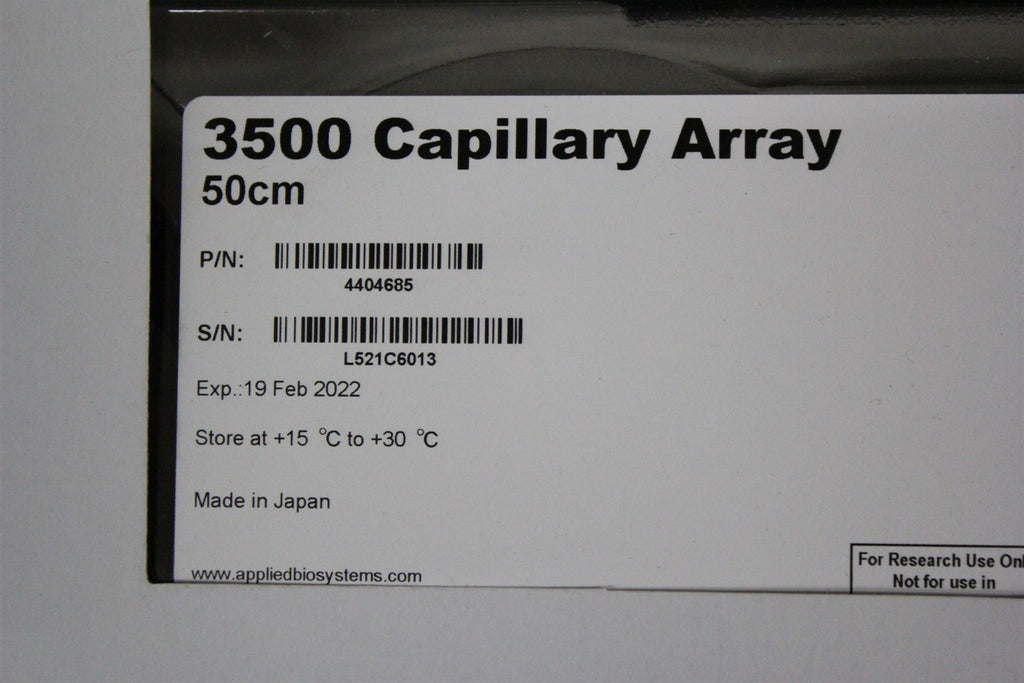 3500 Capillary Array
50cm
P/N:
4404685
S/N:
L521C6013
Exp.:19 Feb 2022
Store at +15 ℃ to +30 ℃
Made in Japan
www.appliedbiosystems.com
For Research Use Onl
Not for use in